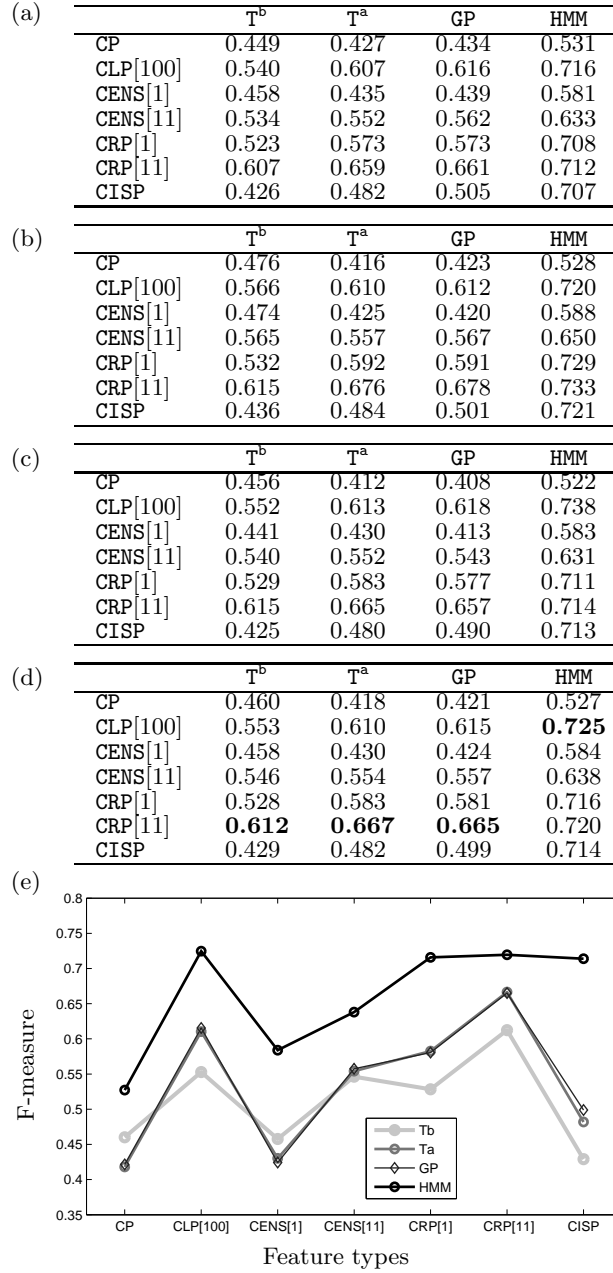 (a) Tᵇ Tᵃ GP HMM
CP 0.449 0.427 0.434 0.531
CLP[100] 0.540 0.607 0.616 0.716
CENS[1] 0.458 0.435 0.439 0.581
CENS[11] 0.534 0.552 0.562 0.633
CRP[1] 0.523 0.573 0.573 0.708
CRP[11] 0.607 0.659 0.661 0.712
CISP 0.426 0.482 0.505 0.707
(b) Tᵇ Tᵃ GP HMM
CP 0.476 0.416 0.423 0.528
CLP[100] 0.566 0.610 0.612 0.720
CENS[1] 0.474 0.425 0.420 0.588
CENS[11] 0.565 0.557 0.567 0.650
CRP[1] 0.532 0.592 0.591 0.729
CRP[11] 0.615 0.676 0.678 0.733
CISP 0.436 0.484 0.501 0.721
(c) Tᵇ Tᵃ GP HMM
CP 0.456 0.412 0.408 0.522
CLP[100] 0.552 0.613 0.618 0.738
CENS[1] 0.441 0.430 0.413 0.583
CENS[11] 0.540 0.552 0.543 0.631
CRP[1] 0.529 0.583 0.577 0.711
CRP[11] 0.615 0.665 0.657 0.714
CISP 0.425 0.480 0.490 0.713
(d) Tᵇ Tᵃ GP HMM
CP 0.460 0.418 0.421 0.527
CLP[100] 0.553 0.610 0.615 0.725
CENS[1] 0.458 0.430 0.424 0.584
CENS[11] 0.546 0.554 0.557 0.638
CRP[1] 0.528 0.583 0.581 0.716
CRP[11] 0.612 0.667 0.665 0.720
CISP 0.429 0.482 0.499 0.714
(e)
0.8
0.75
0.7
0.65
0.6
0.55
0.5
0.45
0.4
0.35
F-measure
Tb
Ta
GP
HMM
CP CLP[100] CENS[1] CENS[11] CRP[1] CRP[11] CISP
Feature types